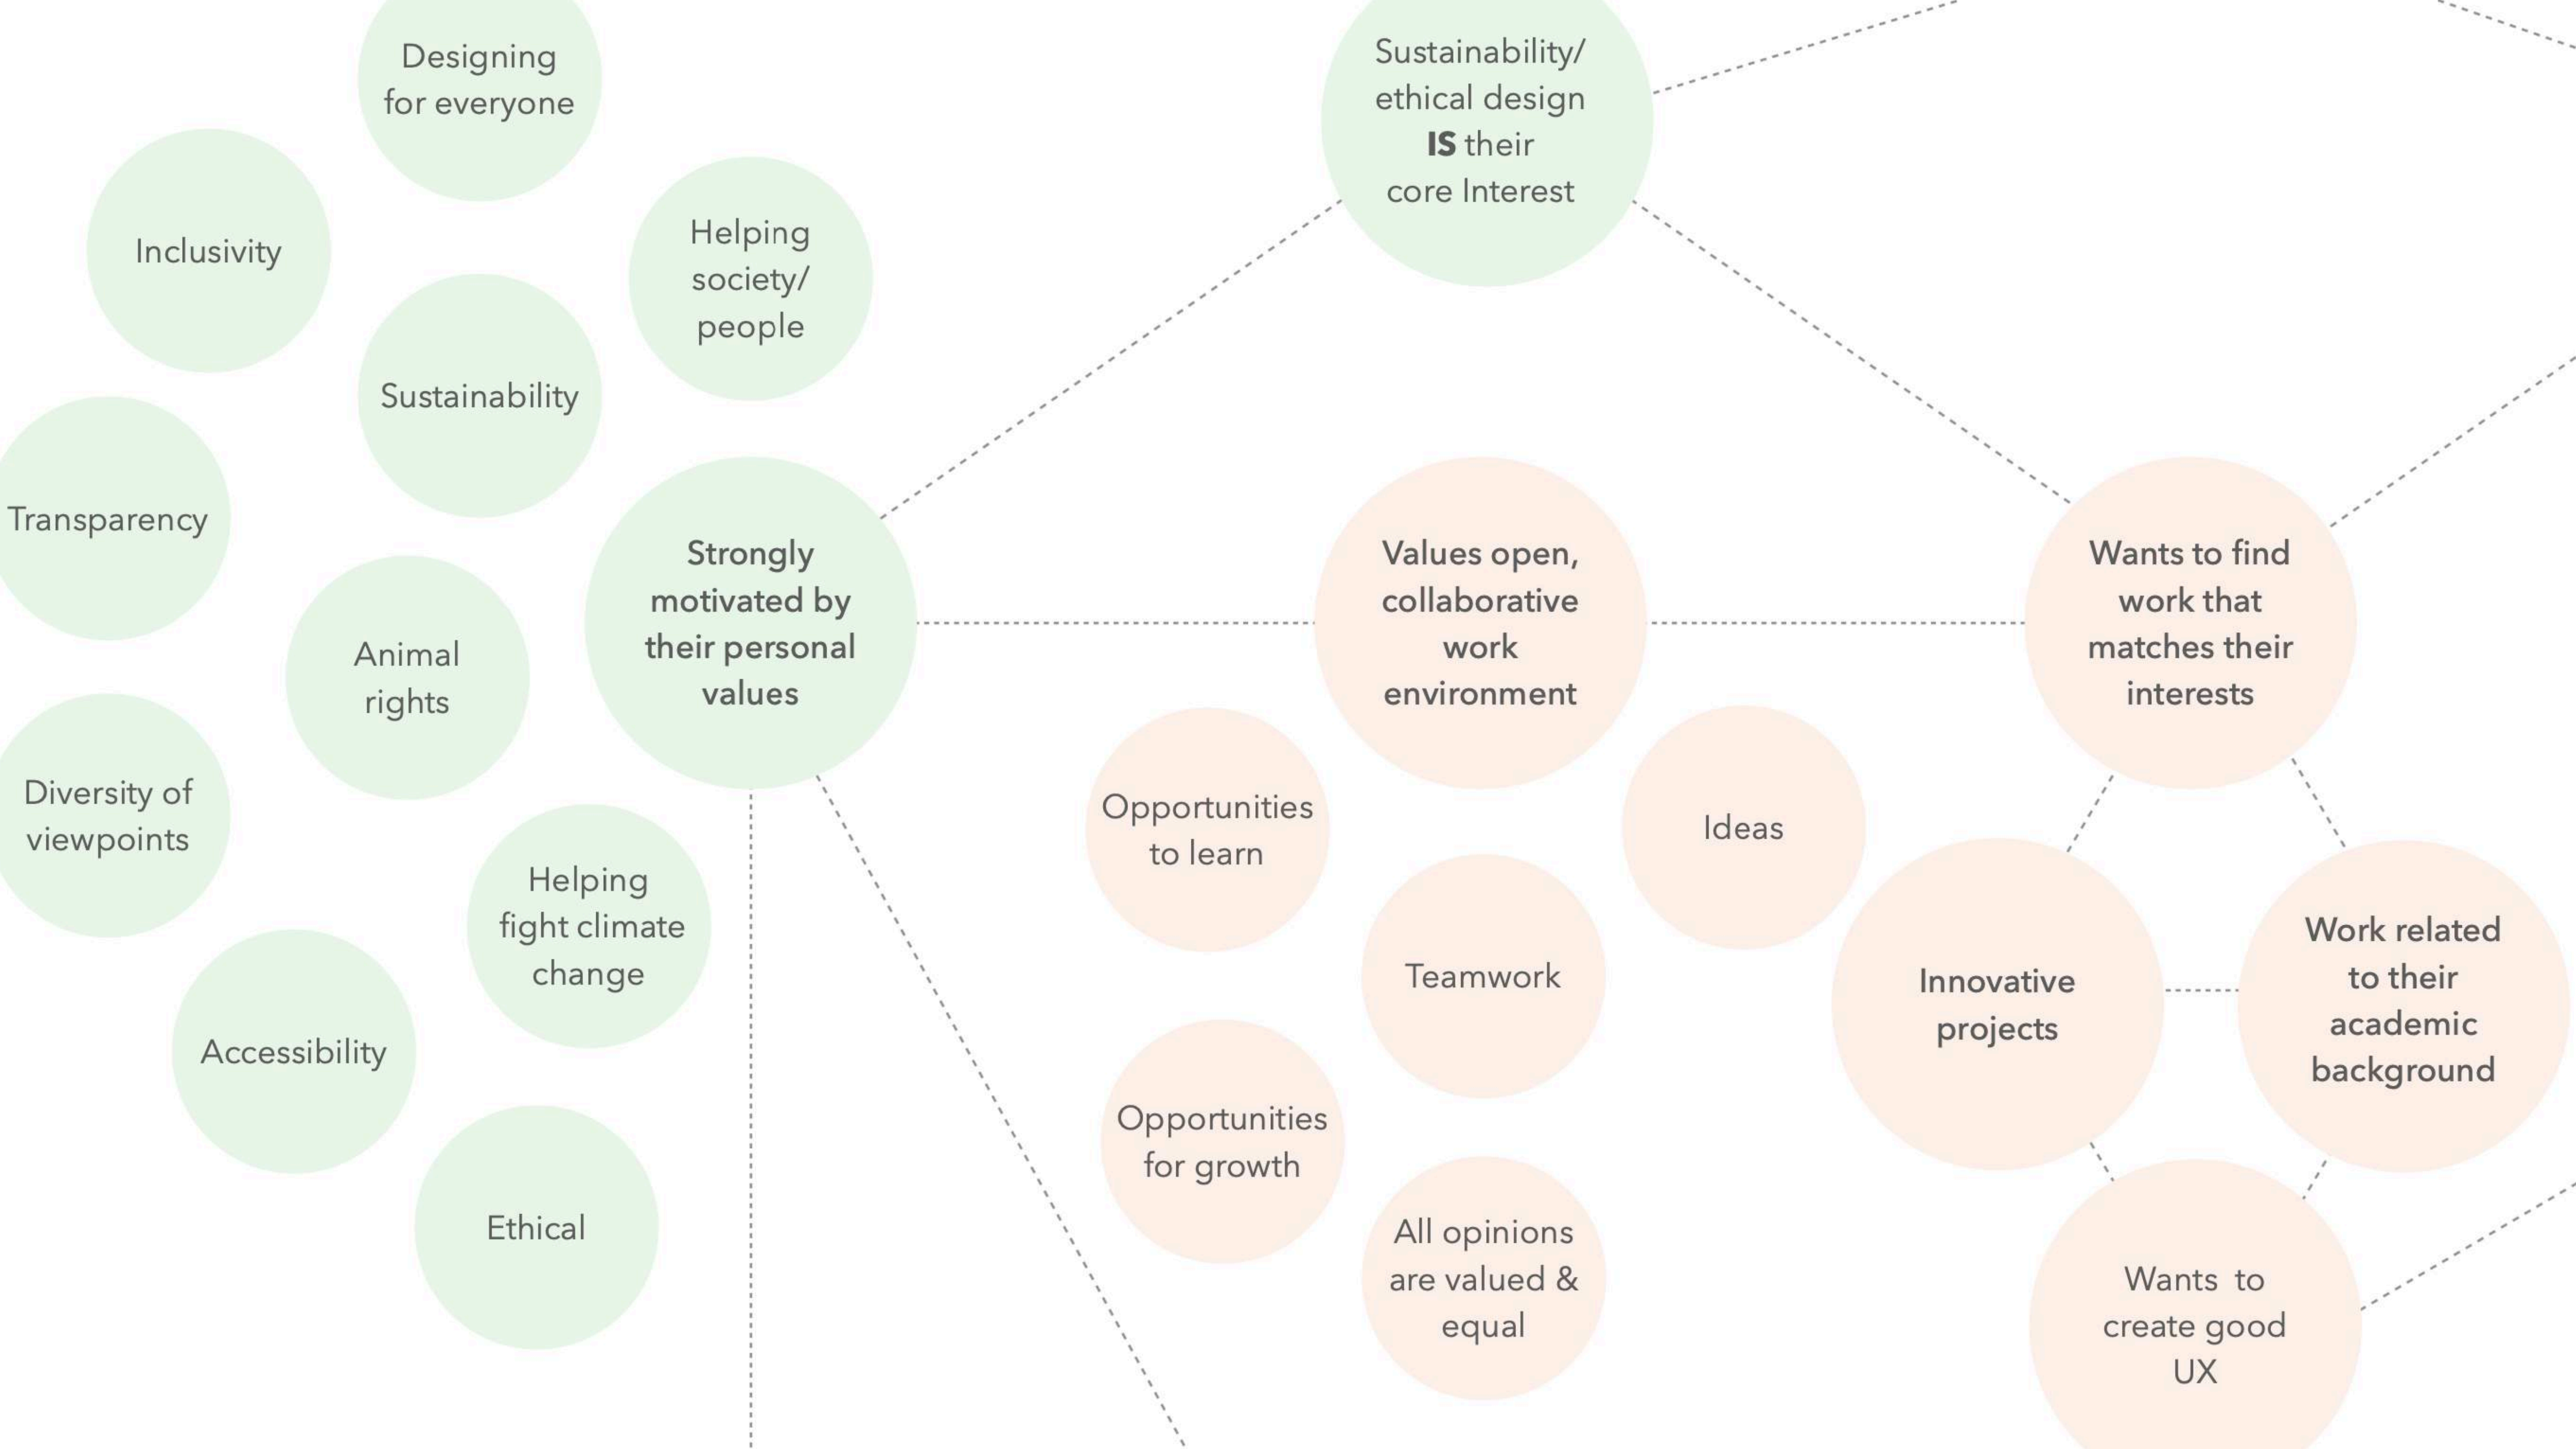 Designing
for everyone
Inclusivity
Helping
society/
people
Sustainability
Transparency
Animal
rights
Diversity of
viewpoints
Helping
fight climate
change
Accessibility
Ethical
Strongly
motivated by
their personal
values
Sustainability/
ethical design
IS their
core Interest
Values open,
collaborative
work
environment
Opportunities
to learn
Ideas
Teamwork
Opportunities
for growth
All opinions
are valued &
equal
Wants to find
work that
matches their
interests
Innovative
projects
Work related
to their
academic
background
Wants  to
create good
UX